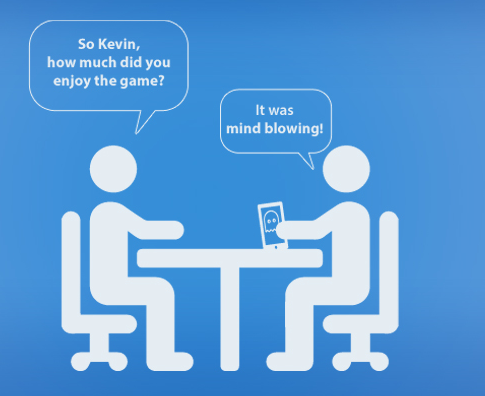 So Kevin,
how much did you
enjoy the game?
It was
mind blowing!